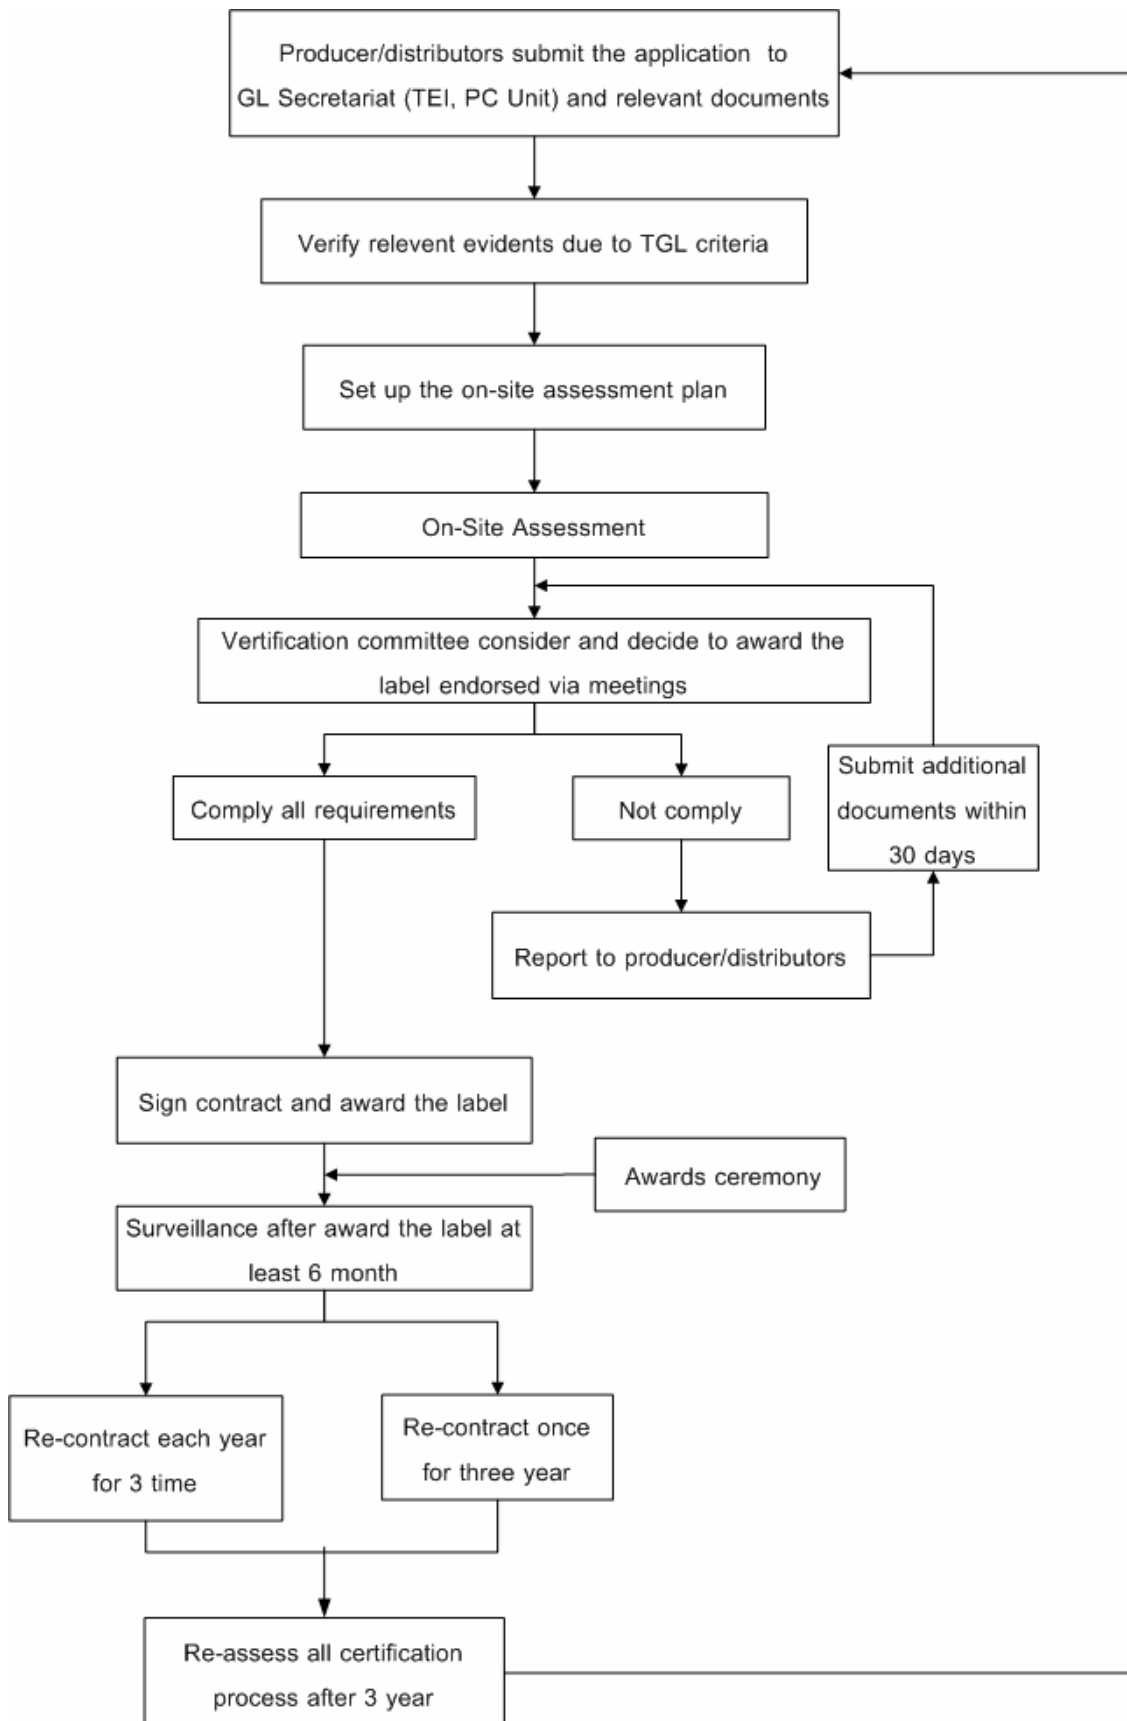 Producer/distributors submit the application to
GL Secretariat (TEI, PC Unit) and relevant documents
Verify relevent evidents due to TGL criteria
Set up the on-site assessment plan
On-Site Assessment
Vertification committee consider and decide to award the
label endorsed via meetings
Comply all requirements
Not comply
Submit additional
documents within
30 days
Report to producer/distributors
Sign contract and award the label
Awards ceremony
Surveillance after award the label at
least 6 month
Re-contract each year
for 3 time
Re-contract once
for three year
Re-assess all certification
process after 3 year